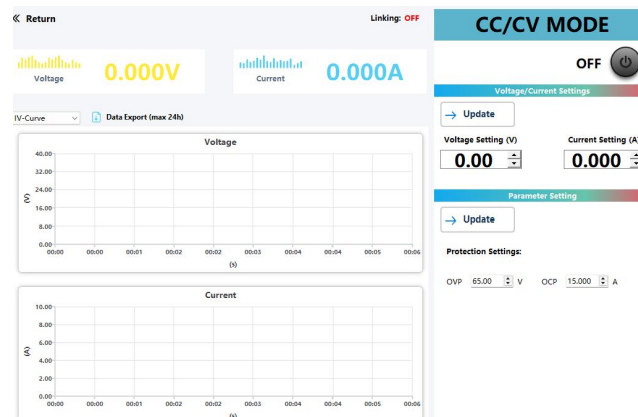 « Return
Linking: OFF
Voltage
0.000V
Current
0.000A
IV-Curve
Data Export (max 24h)
Voltage
40.00
32.00
24.00
16.00
8.00
0.00
(V)
00:00 00:00 00:01 00:02 00:02 00:03 00:04 00:04 00:05 00:06
(s)
Current
10.00
8.00
6.00
4.00
2.00
0.00
(A)
00:00 00:00 00:01 00:02 00:02 00:03 00:04 00:04 00:05 00:06
(s)
CC/CV MODE
OFF
Voltage/Current Settings
→ Update
Voltage Setting (V) Current Setting (A)
0.00 0.000
Parameter Setting
→ Update
Protection Settings:
OVP 65.00 V OCP 15.000 A